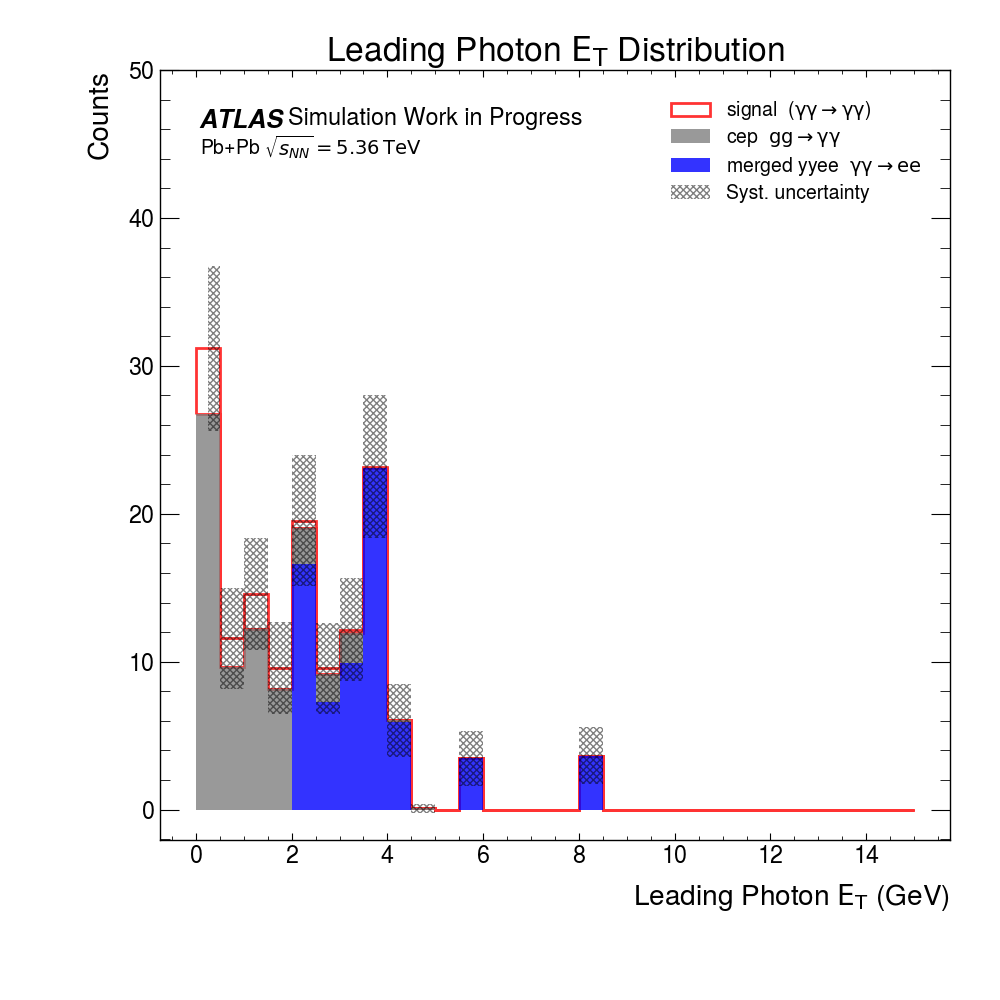 Leading Photon E_T Distribution
Counts
50
40
30
20
10
0
ATLAS Simulation Work in Progress
Pb+Pb √s_NN = 5.36 TeV
signal (γγ→γγ)
cep gg→γγ
merged yyee γγ→ee
Syst. uncertainty
0 2 4 6 8 10 12 14
Leading Photon E_T (GeV)